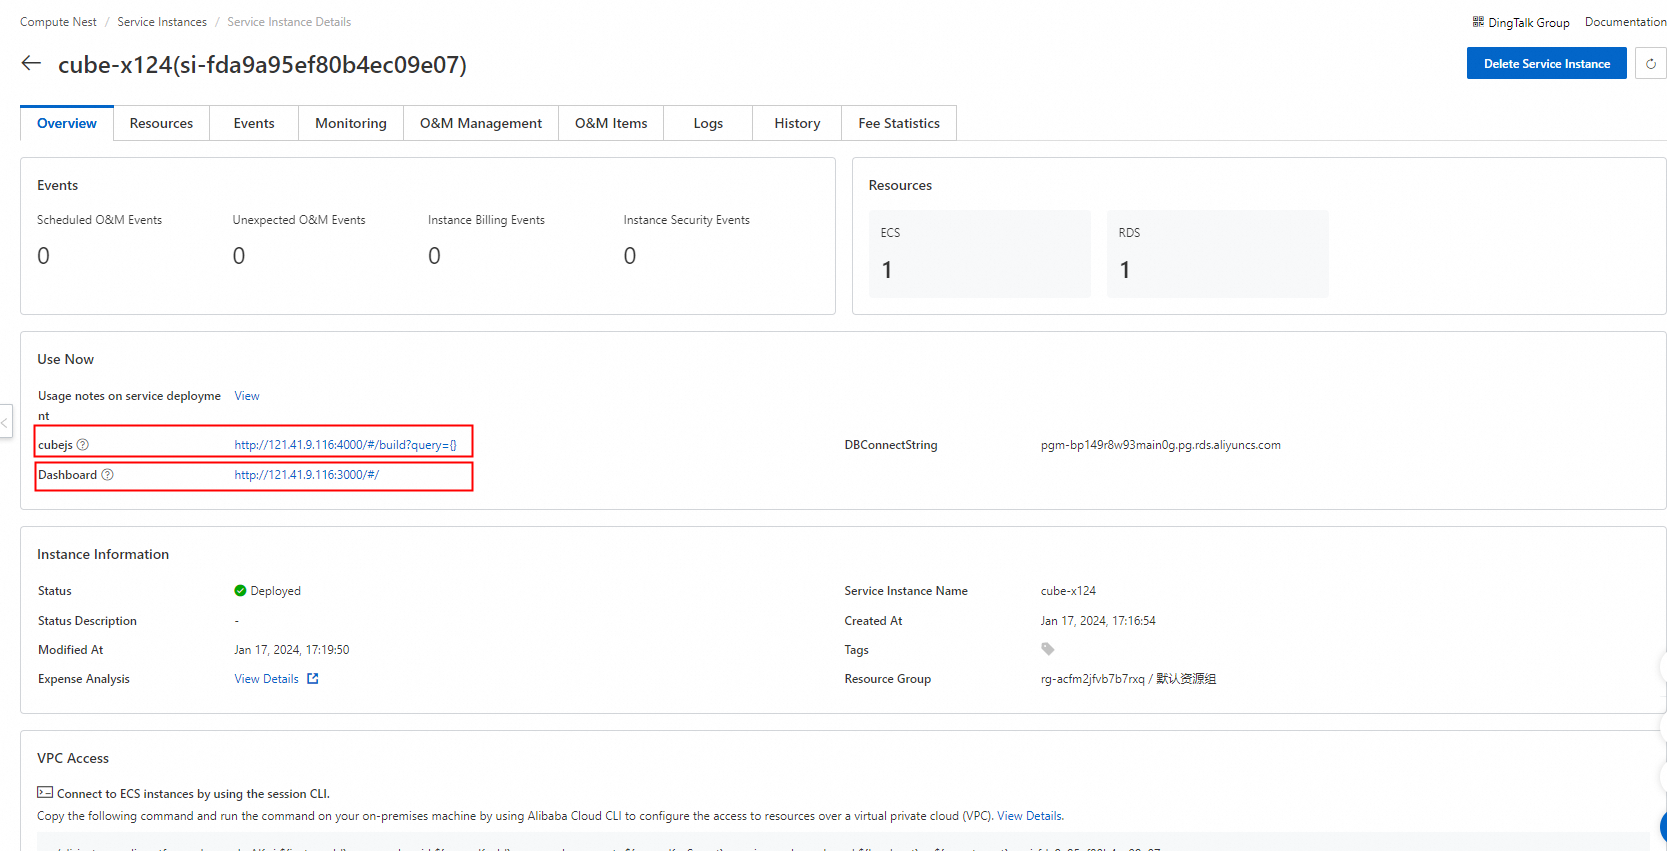 Compute Nest / Service Instances / Service Instance Details
DingTalk Group Documentation
cube-x124(si-fda9a95ef80b4ec09e07)
Delete Service Instance
Overview Resources Events Monitoring O&M Management O&M Items Logs History Fee Statistics
Events
Scheduled O&M Events Unexpected O&M Events Instance Billing Events Instance Security Events
0 0 0 0
Resources
ECS RDS
1 1
Use Now
Usage notes on service deployme View
nt
cubejs http://121.41.9.116:4000/#/build?query={} DBConnectString pgm-bp149r8w93main0g.pg.rds.aliyuncs.com
Dashboard http://121.41.9.116:3000/#/
Instance Information
Status Deployed Service Instance Name cube-x124
Status Description - Created At Jan 17, 2024, 17:16:54
Modified At Jan 17, 2024, 17:19:50 Tags
Expense Analysis View Details Resource Group rg-acfm2jfvb7b7rxq / 默认资源组
VPC Access
Connect to ECS instances by using the session CLI.
Copy the following command and run the command on your on-premises machine by using Alibaba Cloud CLI to configure the access to resources over a virtual private cloud (VPC). View Details.